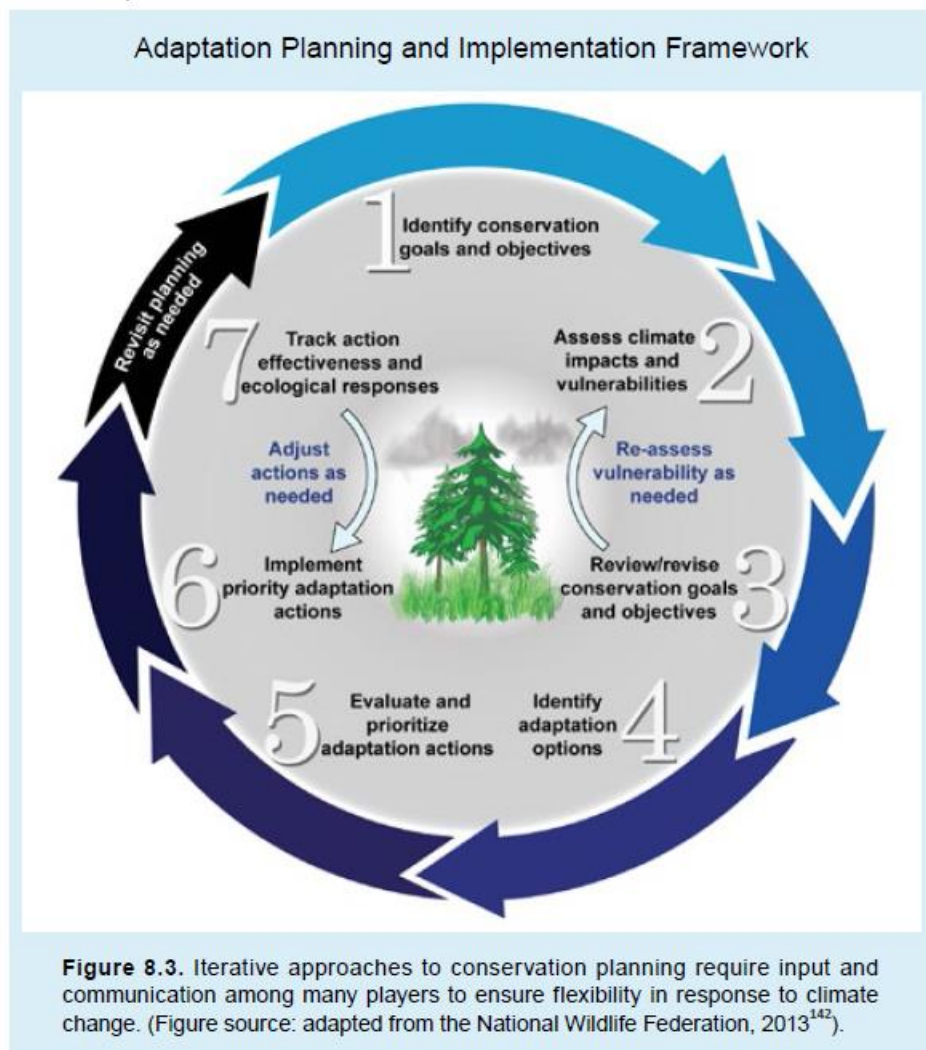 Adaptation Planning and Implementation Framework
1
Identify conservation
goals and objectives
2
Assess climate
impacts and
vulnerabilities
Re-assess
vulnerability as
needed
3
Review/revise
conservation goals
and objectives
4
Identify
adaptation
options
5
Evaluate and
prioritize
adaptation actions
6
Implement
priority adaptation
actions
7
Track action
effectiveness and
ecological responses
Adjust
actions as
needed
Revisit planning
as needed
Figure 8.3. Iterative approaches to conservation planning require input and
communication among many players to ensure flexibility in response to climate
change. (Figure source: adapted from the National Wildlife Federation, 2013¹⁴²).